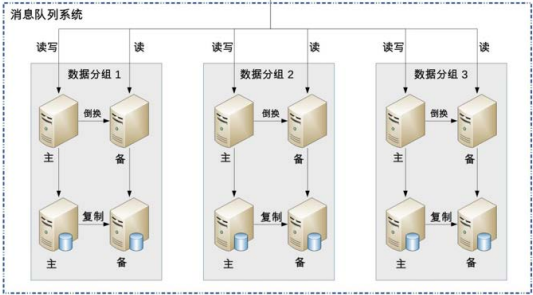 消息队列系统
读写 读 读写 读 读写 读
数据分组 1 数据分组 2 数据分组 3
倒换 倒换 倒换
主 备 主 备 主 备
复制 复制 复制
主 备 主 备 主 备